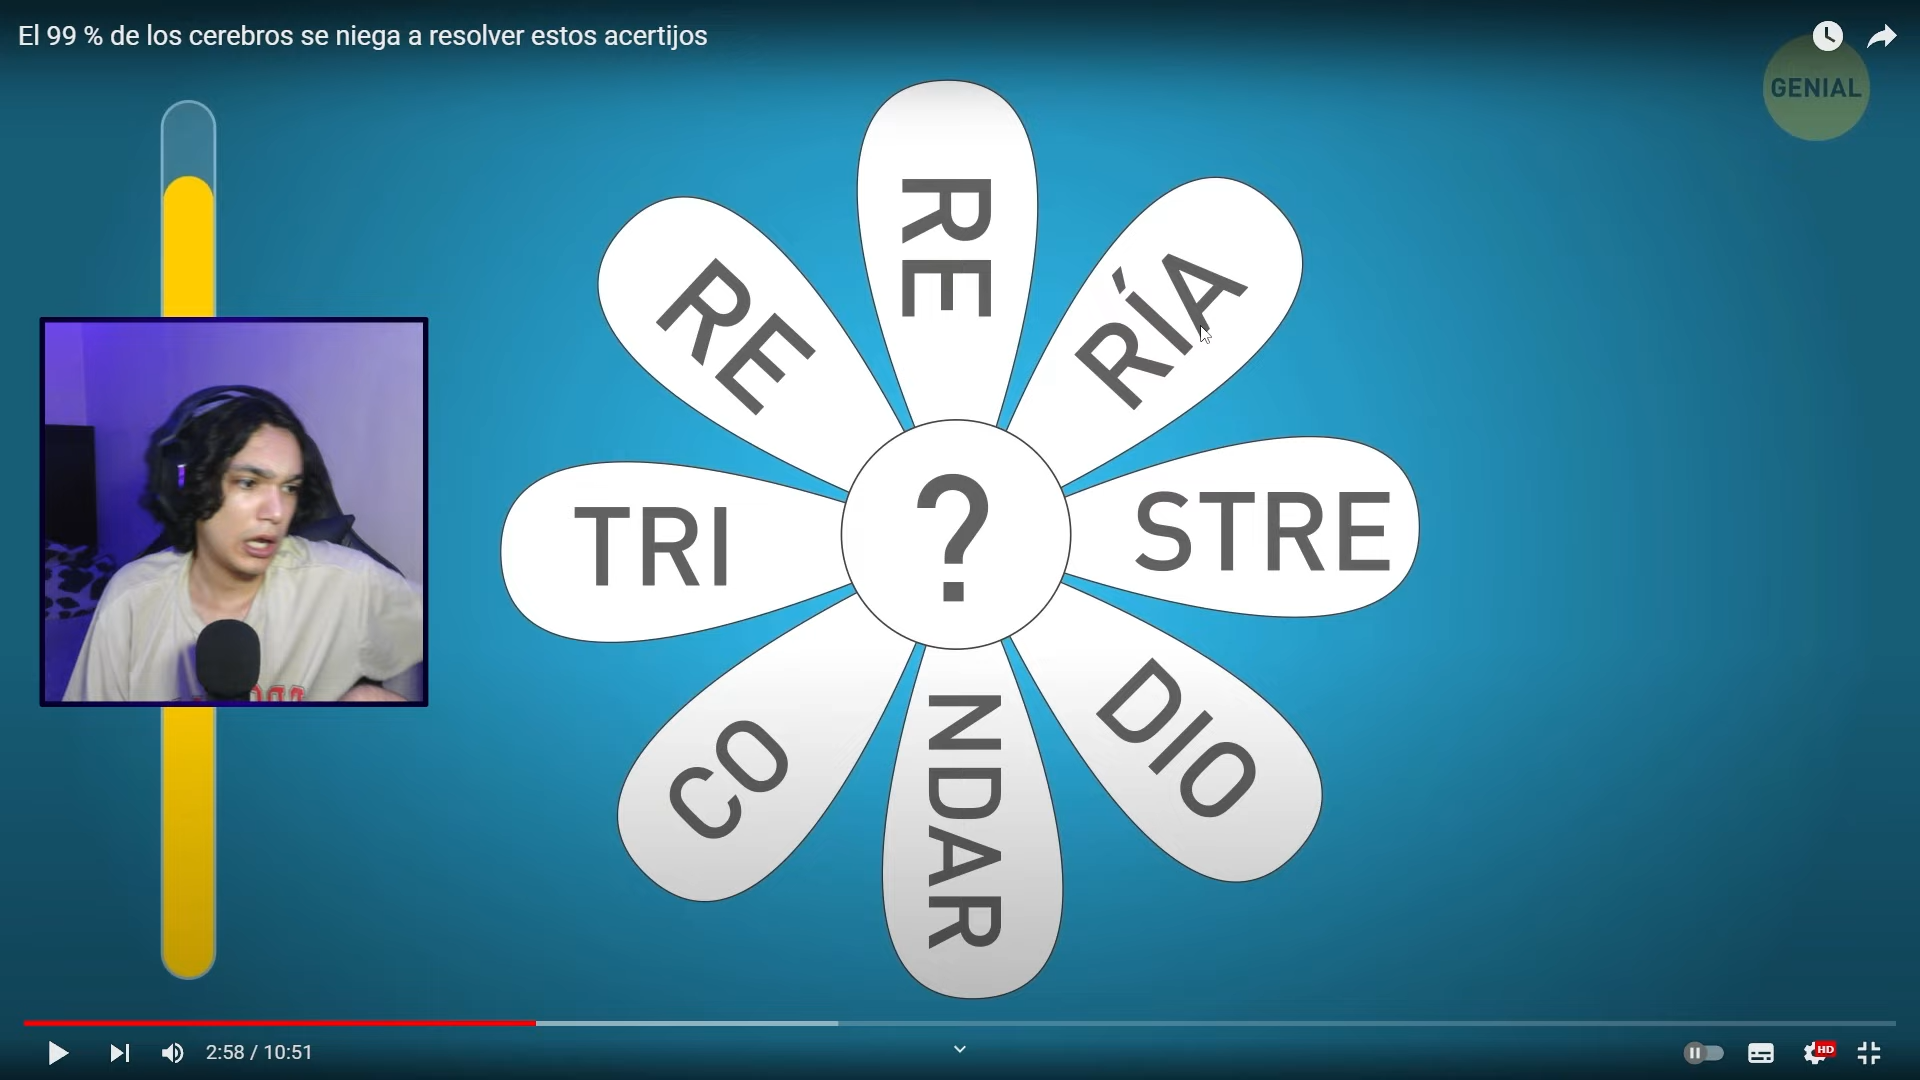 El 99 % de los cerebros se niega a resolver estos acertijos
GENIAL
RE
RÍA
RE
STRE
TRI
?
DIO
CO
NDAR
2:58 / 10:51
HD